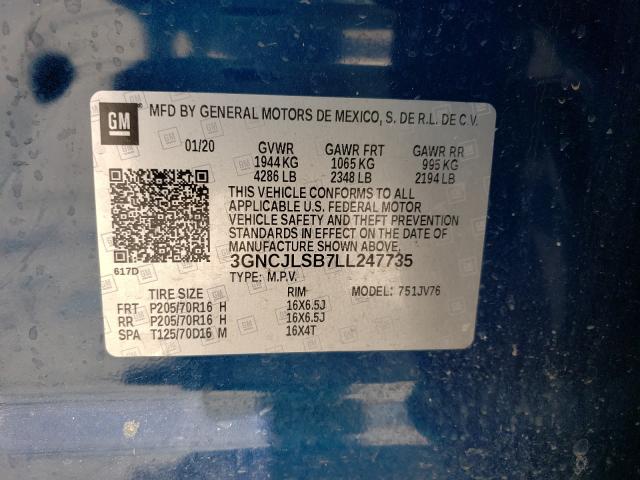 GM MFD BY GENERAL MOTORS DE MEXICO, S. DE R.L. DE C.V.
01/20 GVWR GAWR FRT GAWR RR
1944 KG 1065 KG 995 KG
4286 LB 2348 LB 2194 LB
THIS VEHICLE CONFORMS TO ALL
APPLICABLE U.S. FEDERAL MOTOR
VEHICLE SAFETY AND THEFT PREVENTION
STANDARDS IN EFFECT ON THE DATE OF
MANUFACTURE SHOWN ABOVE.
617D 3GNCJLSB7LL247735
TYPE: M.P.V. MODEL: 751JV76
TIRE SIZE RIM
FRT P205/70R16 H 16X6.5J
RR P205/70R16 H 16X6.5J
SPA T125/70D16 M 16X4T